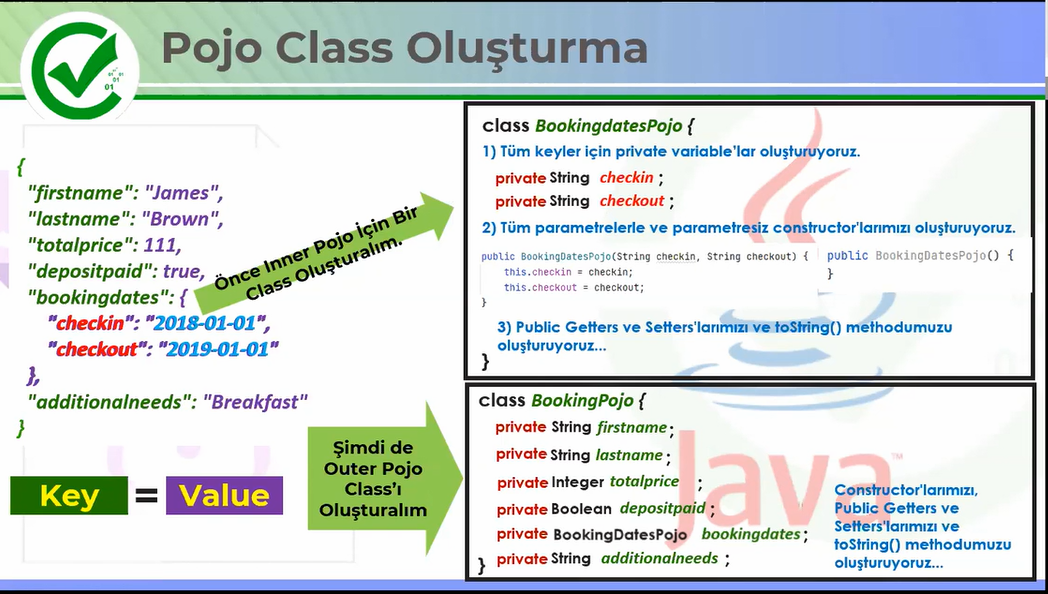 Pojo Class Oluşturma
01
{
"firstname": "James",
"lastname": "Brown",
"totalprice": 111,
"depositpaid": true,
"bookingdates": {
"checkin": "2018-01-01",
"checkout": "2019-01-01"
},
"additionalneeds": "Breakfast"
}
Key = Value
Önce Inner Pojo İçin Bir
Class Oluşturalım.
class BookingdatesPojo {
1) Tüm keyler için private variable'lar oluşturuyoruz.
private String checkin ;
private String checkout ;
2) Tüm parametrelerle ve parametresiz constructor'larımızı oluşturuyoruz.
public BookingDatesPojo(String checkin, String checkout) {
this.checkin = checkin;
this.checkout = checkout;
}
public BookingDatesPojo() {
}
3) Public Getters ve Setters'larımızı ve toString() methodumuzu
oluşturuyoruz...
}
Şimdi de
Outer Pojo
Class'ı
Oluşturalım
class BookingPojo {
private String firstname ;
private String lastname ;
private Integer totalprice ;
private Boolean depositpaid ;
private BookingDatesPojo bookingdates ;
private String additionalneeds ;
}
Constructor'larımızı,
Public Getters ve
Setters'larımızı ve
toString() methodumuzu
oluşturuyoruz...
Java™